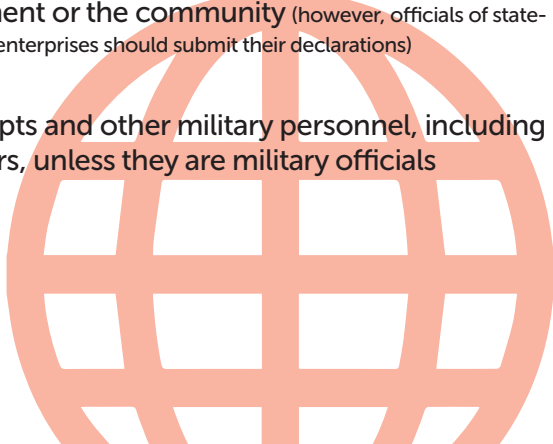 ment or the community (however, officials of state-
enterprises should submit their declarations)
pts and other military personnel, including
rs, unless they are military officials